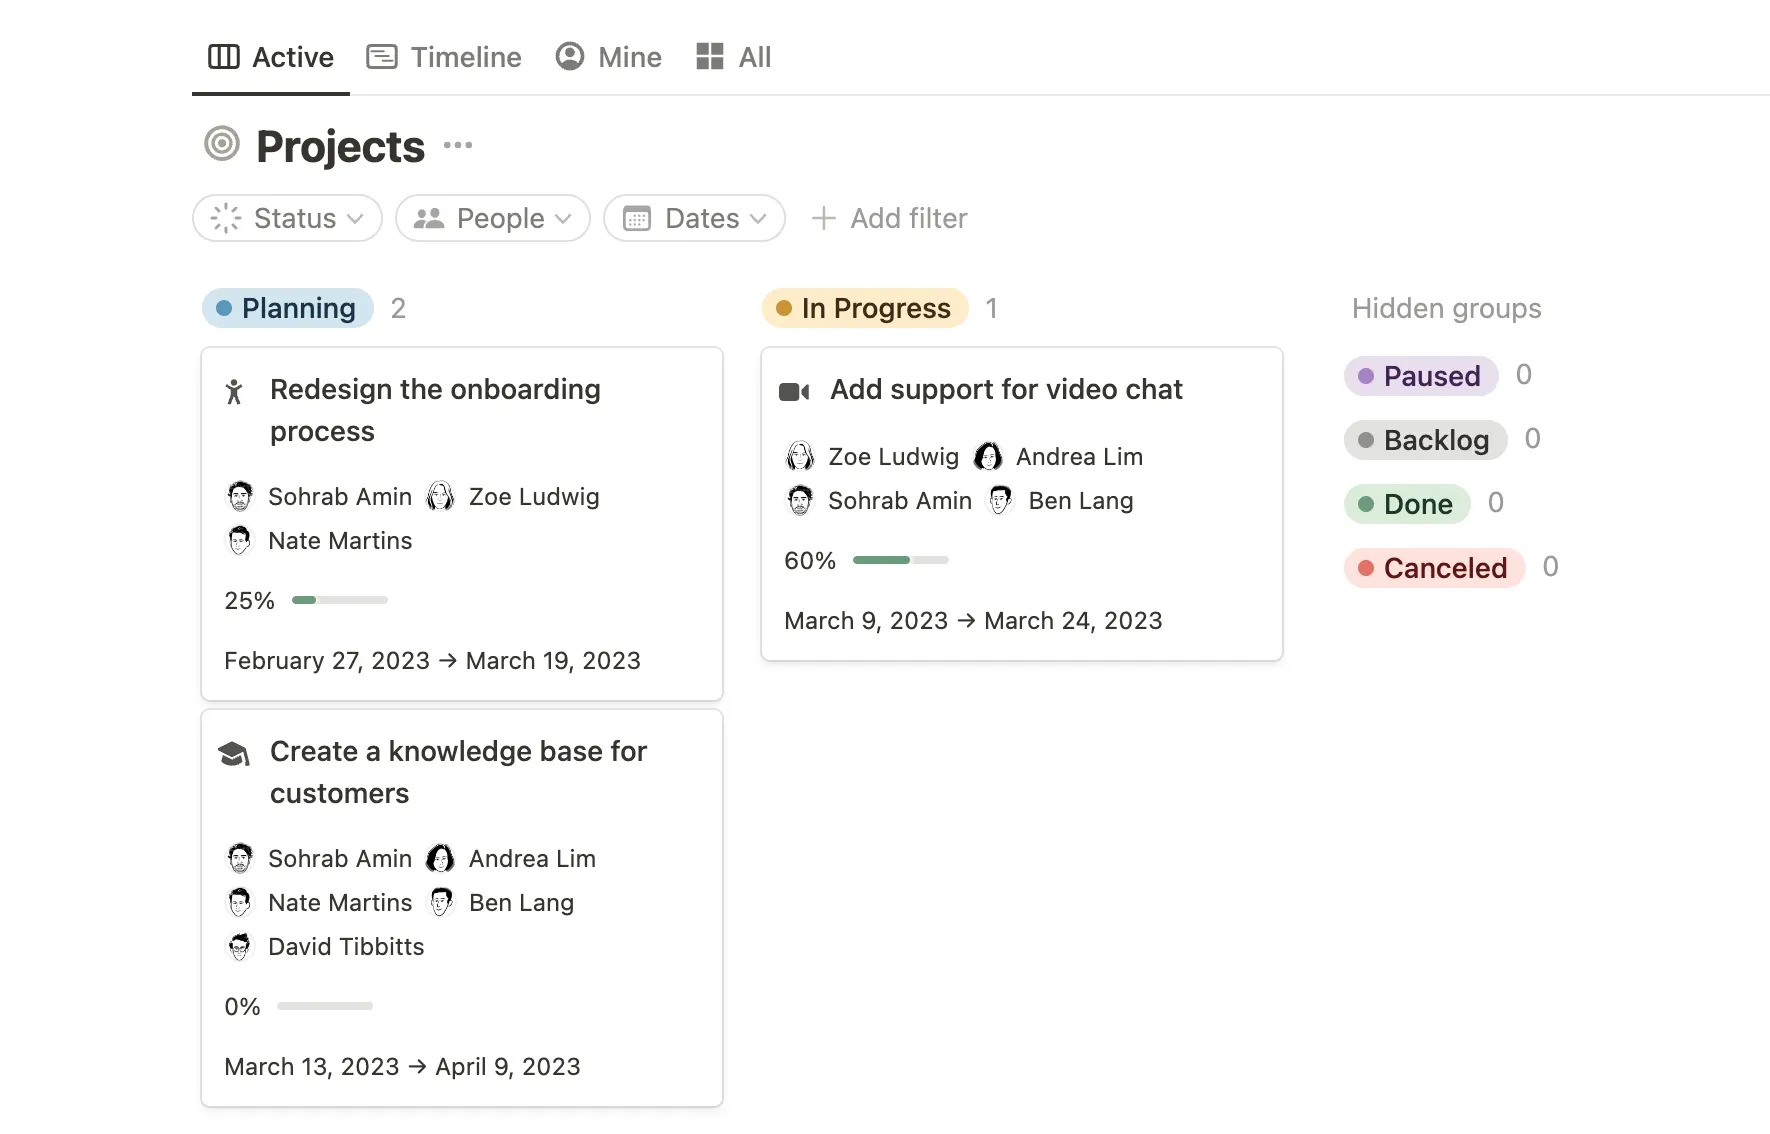 Active Timeline Mine All
Projects ...
Status People Dates + Add filter
Planning 2
Redesign the onboarding
process
Sohrab Amin Zoe Ludwig
Nate Martins
25%
February 27, 2023 → March 19, 2023
Create a knowledge base for
customers
Sohrab Amin Andrea Lim
Nate Martins Ben Lang
David Tibbitts
0%
March 13, 2023 → April 9, 2023
In Progress 1
Add support for video chat
Zoe Ludwig Andrea Lim
Sohrab Amin Ben Lang
60%
March 9, 2023 → March 24, 2023
Hidden groups
Paused 0
Backlog 0
Done 0
Canceled 0